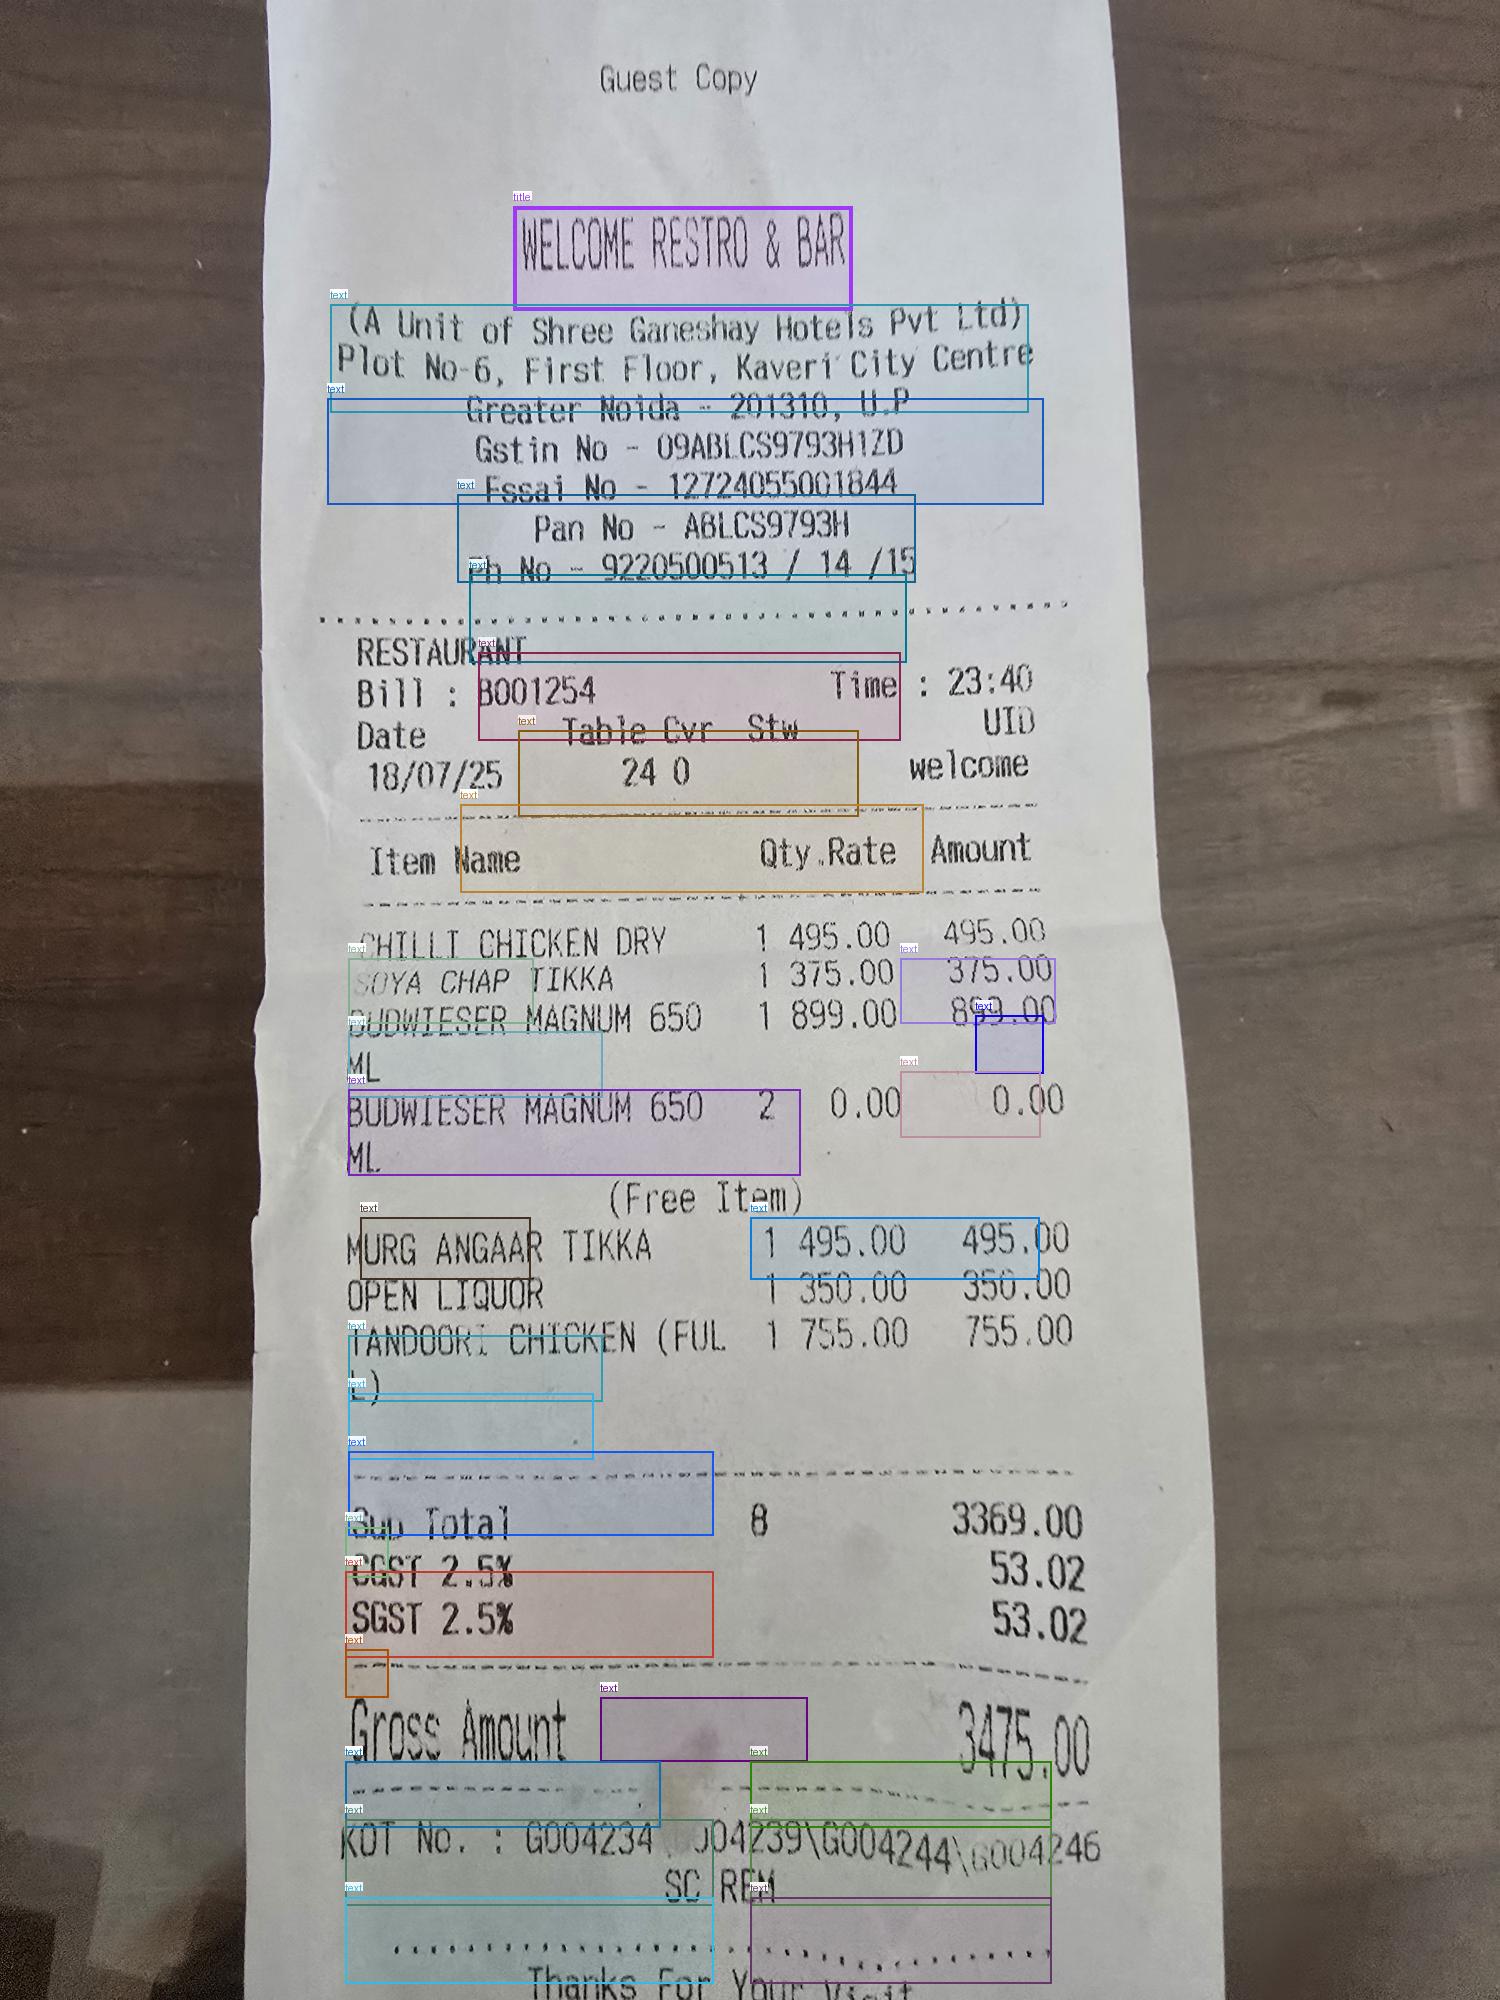 Guest Copy
WELCOME RESTRO & BAR
(A Unit of Shree Ganeshay Hotels Pvt Ltd)
Plot No-6, First Floor, Kaveri City Centre
Greater Noida - 201310, U.P
Gstin No - 09ABLCS9793H1ZD
Fssai No - 12724055001844
Pan No - ABLCS9793H
Ph No - 9220500513 / 14 /15
RESTAURANT
Bill : B001254 Time : 23:40
Date Table Cvr Stw UID
18/07/25 24 0 welcome
Item Name Qty.Rate Amount
CHILLI CHICKEN DRY 1 495.00 495.00
SOYA CHAP TIKKA 1 375.00 375.00
BUDWIESER MAGNUM 650 1 899.00 899.00
ML
BUDWIESER MAGNUM 650 2 0.00 0.00
ML
(Free Item)
MURG ANGAAR TIKKA 1 495.00 495.00
OPEN LIQUOR 1 350.00 350.00
TANDOORI CHICKEN (FUL 1 755.00 755.00
L)
Sub Total 8 3369.00
CGST 2.5% 53.02
SGST 2.5% 53.02
Gross Amount 3475.00
KOT No. : G004234 04239\G004244\G004246
SC REM
Thanks For Your Visit